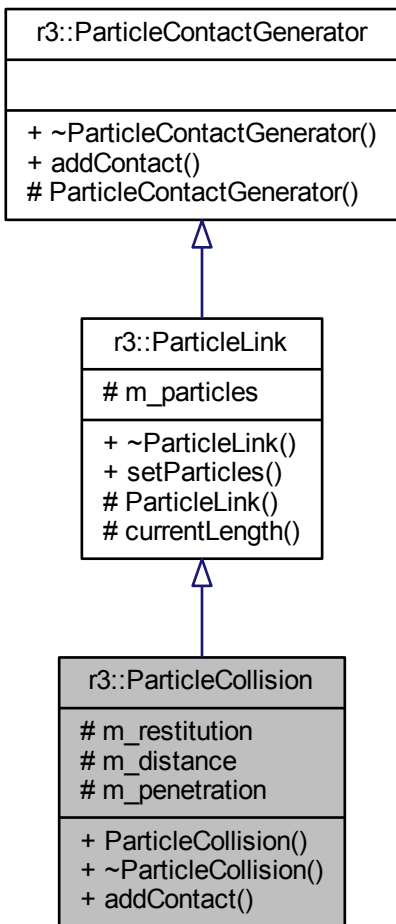 r3::ParticleContactGenerator
+ ~ParticleContactGenerator()
+ addContact()
# ParticleContactGenerator()
r3::ParticleLink
# m_particles
+ ~ParticleLink()
+ setParticles()
# ParticleLink()
# currentLength()
r3::ParticleCollision
# m_restitution
# m_distance
# m_penetration
+ ParticleCollision()
+ ~ParticleCollision()
+ addContact()